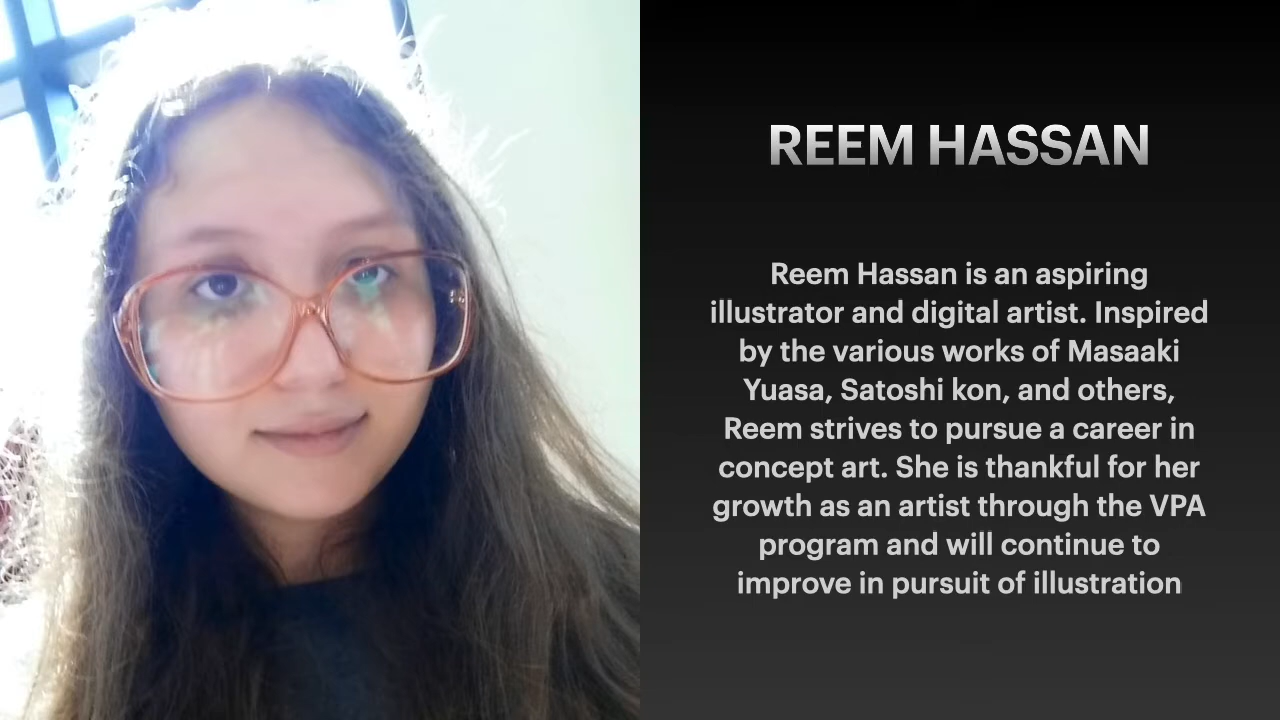 REEM HASSAN
Reem Hassan is an aspiring
illustrator and digital artist. Inspired
by the various works of Masaaki
Yuasa, Satoshi kon, and others,
Reem strives to pursue a career in
concept art. She is thankful for her
growth as an artist through the VPA
program and will continue to
improve in pursuit of illustration